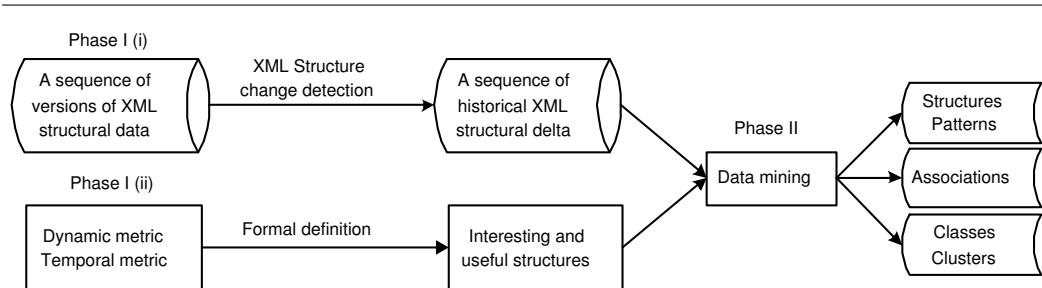 Phase I (i)
A sequence of
versions of XML
structural data
XML Structure
change detection
A sequence of
historical XML
structural delta
Phase I (ii)
Dynamic metric
Temporal metric
Formal definition
Interesting and
useful structures
Phase II
Data mining
Structures
Patterns
Associations
Classes
Clusters